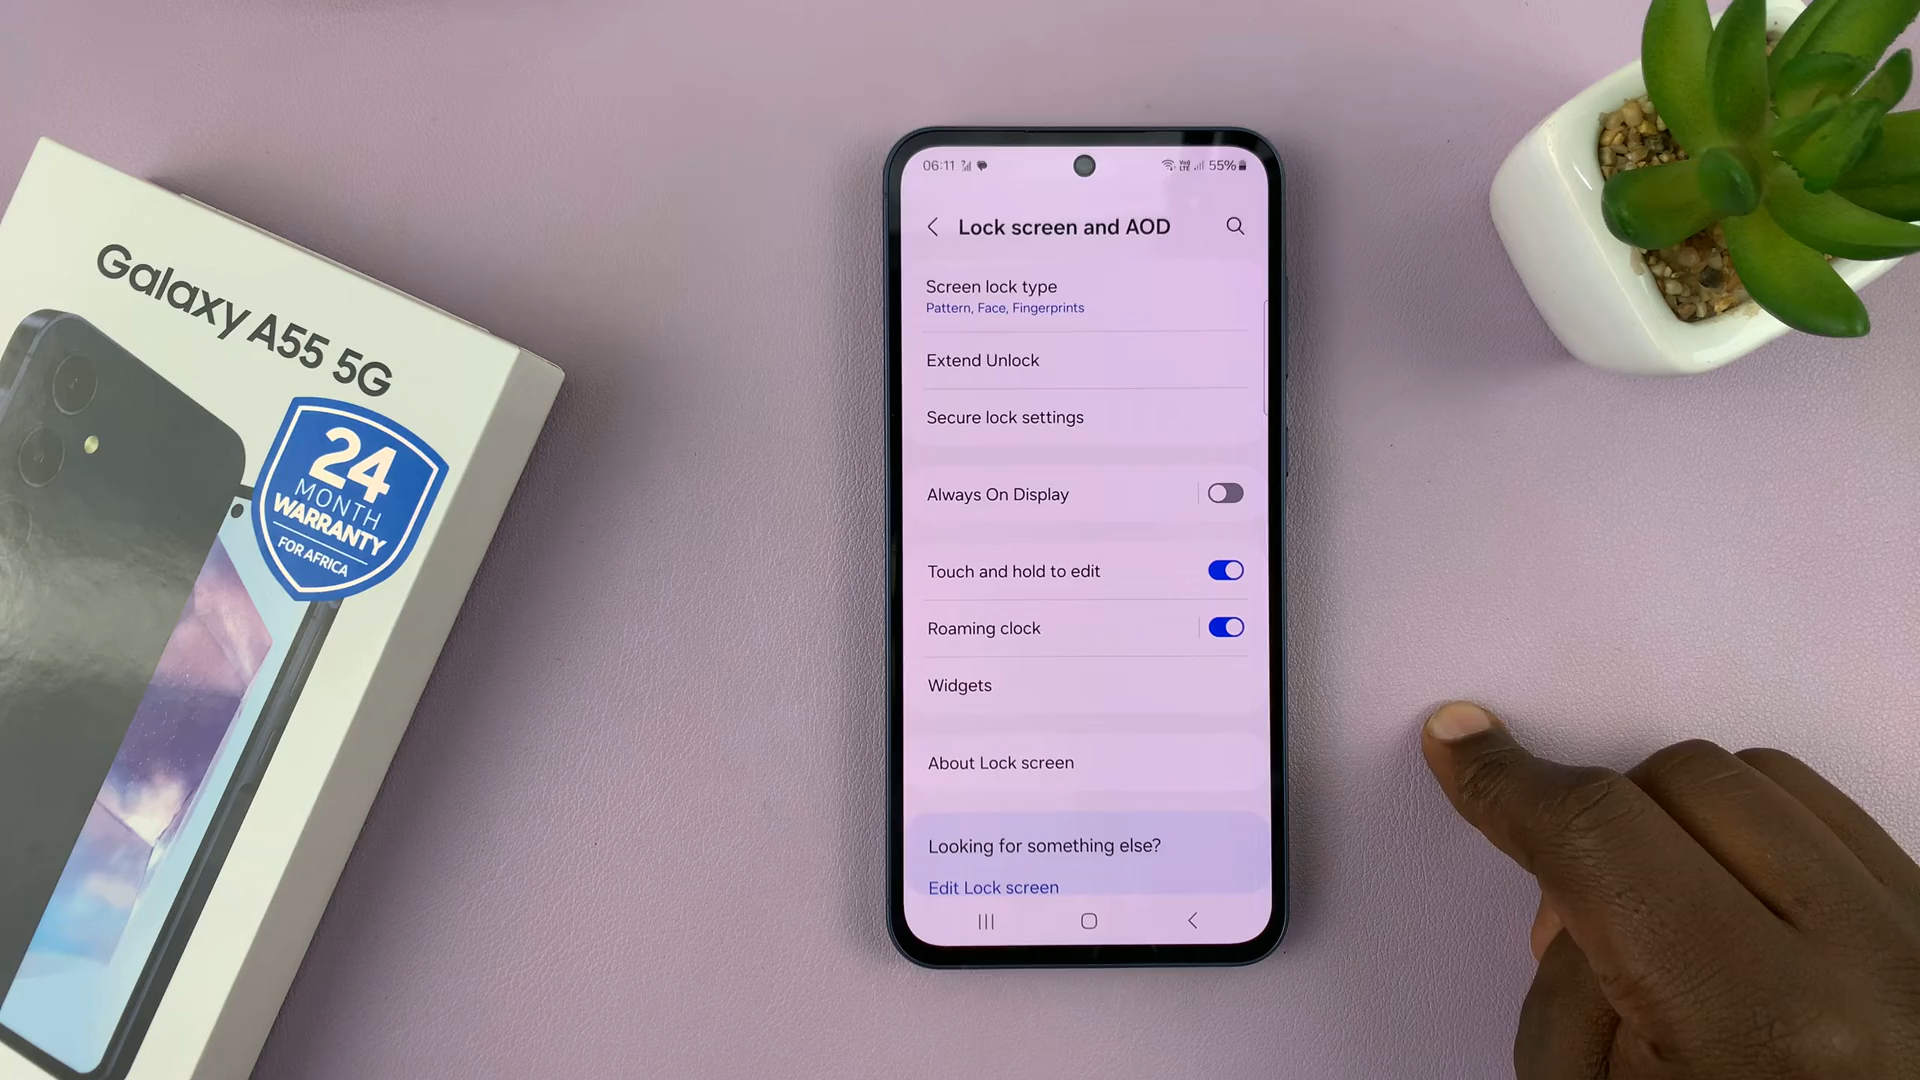 Galaxy A55 5G
24
MONTH
WARRANTY
FOR AFRICA
06:11
55%
Lock screen and AOD
Screen lock type
Pattern, Face, Fingerprints
Extend Unlock
Secure lock settings
Always On Display
Touch and hold to edit
Roaming clock
Widgets
About Lock screen
Looking for something else?
Edit Lock screen